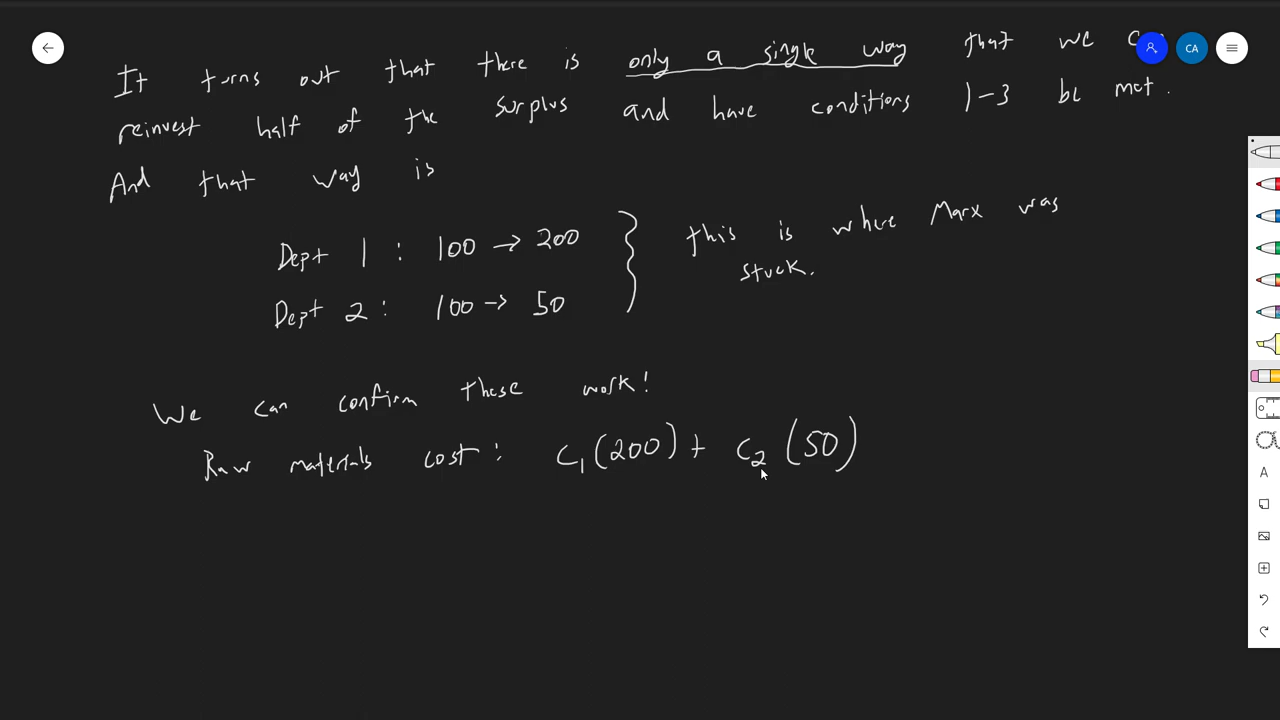 It turns out that there is only a single way that we
reinvest half of the surplus and have conditions 1-3 be met.
And that way is
Dept 1 : 100 → 200
Dept 2 : 100 → 50
this is where Marx was
stuck.
We can confirm these work!
Raw materials cost : C₁(200) + C₂(50)
CA
A